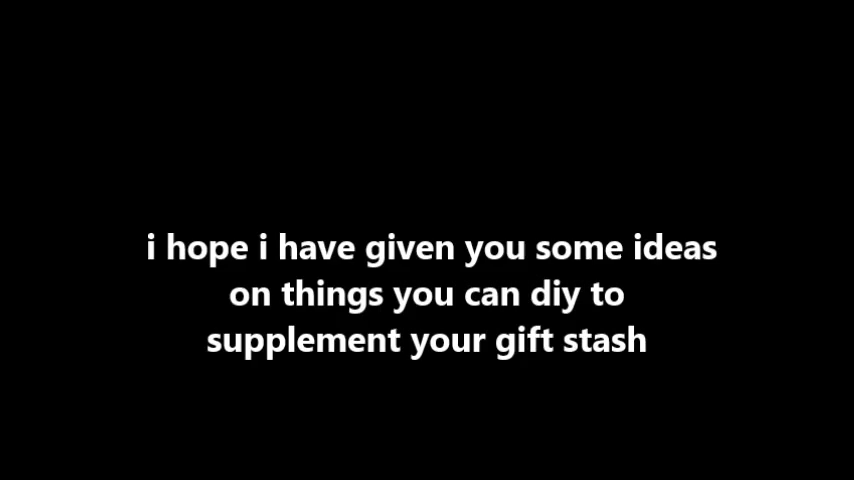 i hope i have given you some ideas
on things you can diy to
supplement your gift stash